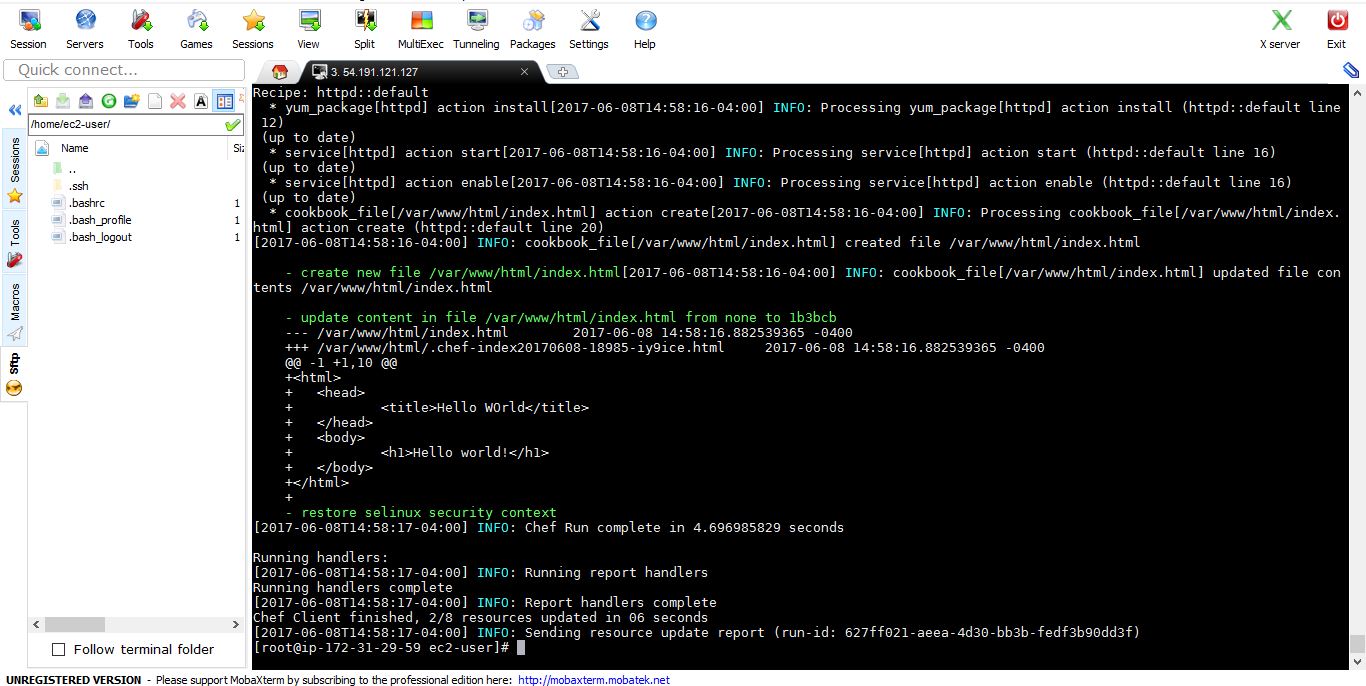 Session Servers Tools Games Sessions View Split MultiExec Tunneling Packages Settings Help X server Exit
Quick connect...
3. 54.191.121.127
/home/ec2-user/
Name Siz
..
.ssh
.bashrc 1
.bash_profile 1
.bash_logout 1
Sessions
Tools
Macros
Sftp
Follow terminal folder
Recipe: httpd::default
* yum_package[httpd] action install[2017-06-08T14:58:16-04:00] INFO: Processing yum_package[httpd] action install (httpd::default line
12)
(up to date)
* service[httpd] action start[2017-06-08T14:58:16-04:00] INFO: Processing service[httpd] action start (httpd::default line 16)
(up to date)
* service[httpd] action enable[2017-06-08T14:58:16-04:00] INFO: Processing service[httpd] action enable (httpd::default line 16)
(up to date)
* cookbook_file[/var/www/html/index.html] action create[2017-06-08T14:58:16-04:00] INFO: Processing cookbook_file[/var/www/html/index.
html] action create (httpd::default line 20)
[2017-06-08T14:58:16-04:00] INFO: cookbook_file[/var/www/html/index.html] created file /var/www/html/index.html
- create new file /var/www/html/index.html[2017-06-08T14:58:16-04:00] INFO: cookbook_file[/var/www/html/index.html] updated file con
tents /var/www/html/index.html
- update content in file /var/www/html/index.html from none to 1b3bcb
--- /var/www/html/index.html 2017-06-08 14:58:16.882539365 -0400
+++ /var/www/html/.chef-index20170608-18985-iy9ice.html 2017-06-08 14:58:16.882539365 -0400
@@ -1 +1,10 @@
+<html>
+ <head>
+ <title>Hello WOrld</title>
+ </head>
+ <body>
+ <h1>Hello world!</h1>
+ </body>
+</html>
+
- restore selinux security context
[2017-06-08T14:58:17-04:00] INFO: Chef Run complete in 4.696985829 seconds
Running handlers:
[2017-06-08T14:58:17-04:00] INFO: Running report handlers
Running handlers complete
[2017-06-08T14:58:17-04:00] INFO: Report handlers complete
Chef Client finished, 2/8 resources updated in 06 seconds
[2017-06-08T14:58:17-04:00] INFO: Sending resource update report (run-id: 627ff021-aeea-4d30-bb3b-fedf3b90dd3f)
[root@ip-172-31-29-59 ec2-user]#
UNREGISTERED VERSION - Please support MobaXterm by subscribing to the professional edition here: http://mobaxterm.mobatek.net